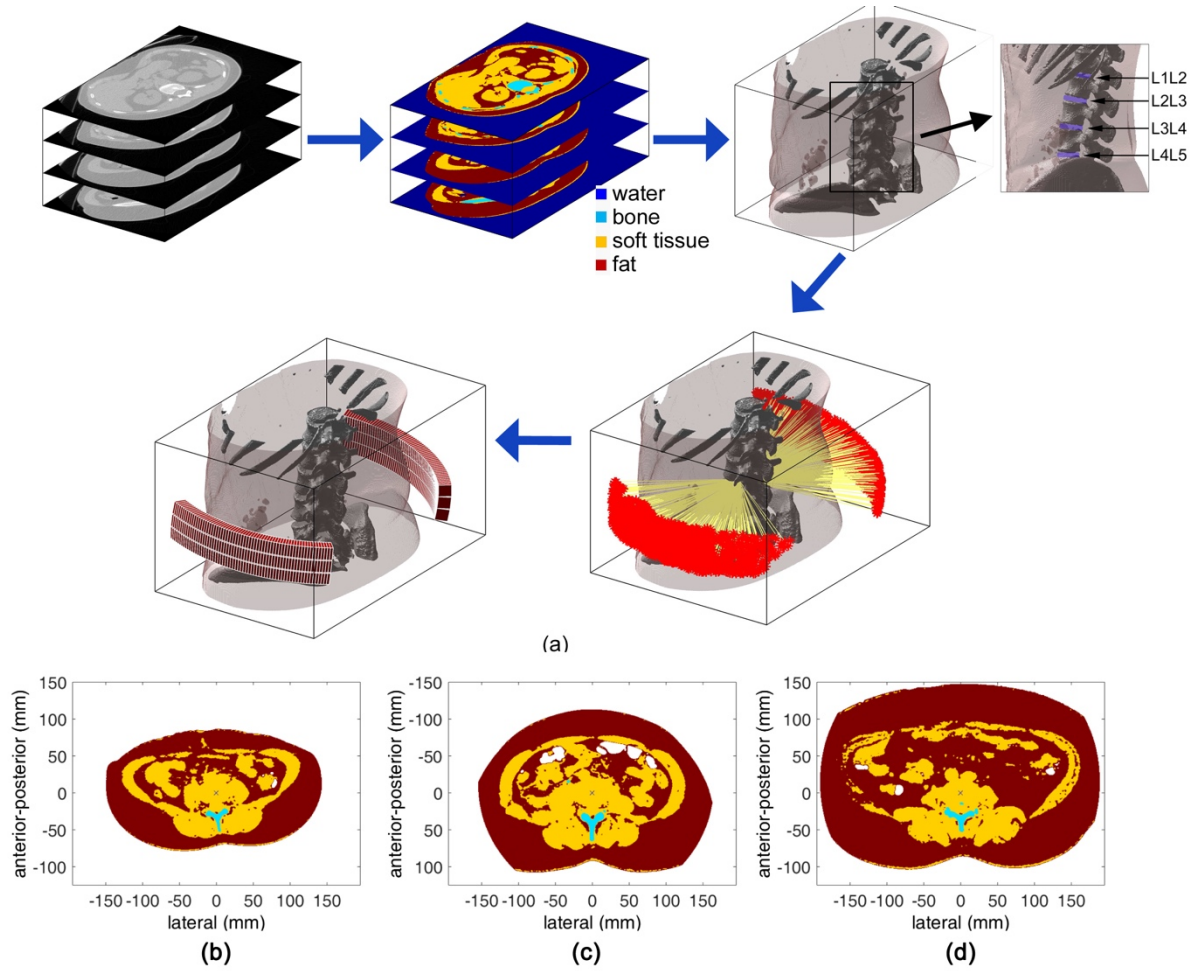 L1L2
L2L3
L3L4
L4L5
water
bone
soft tissue
fat
(a)
anterior-posterior (mm)
150
100
50
0
50
100
-150 -100 -50 0 50 100 150
lateral (mm)
(b)
anterior-posterior (mm)
-150
-100
-50
0
50
100
-150 -100 -50 0 50 100 150
lateral (mm)
(c)
anterior-posterior (mm)
150
100
50
0
50
100
-150 -100 -50 0 50 100 150
lateral (mm)
(d)